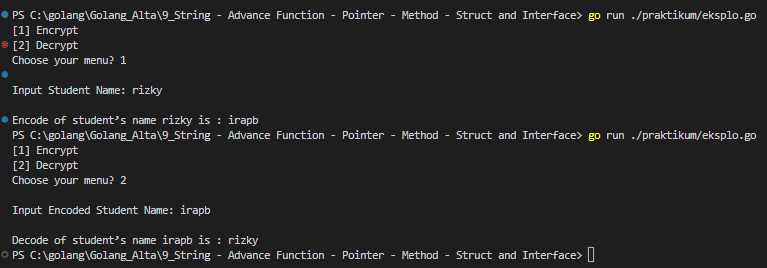 PS C:\golang\Golang_Alta\9_String - Advance Function - Pointer - Method - Struct and Interface> go run ./praktikum/eksplo.go
[1] Encrypt
[2] Decrypt
Choose your menu? 1
Input Student Name: rizky
Encode of student’s name rizky is : irapb
PS C:\golang\Golang_Alta\9_String - Advance Function - Pointer - Method - Struct and Interface> go run ./praktikum/eksplo.go
[1] Encrypt
[2] Decrypt
Choose your menu? 2
Input Encoded Student Name: irapb
Decode of student’s name irapb is : rizky
PS C:\golang\Golang_Alta\9_String - Advance Function - Pointer - Method - Struct and Interface>